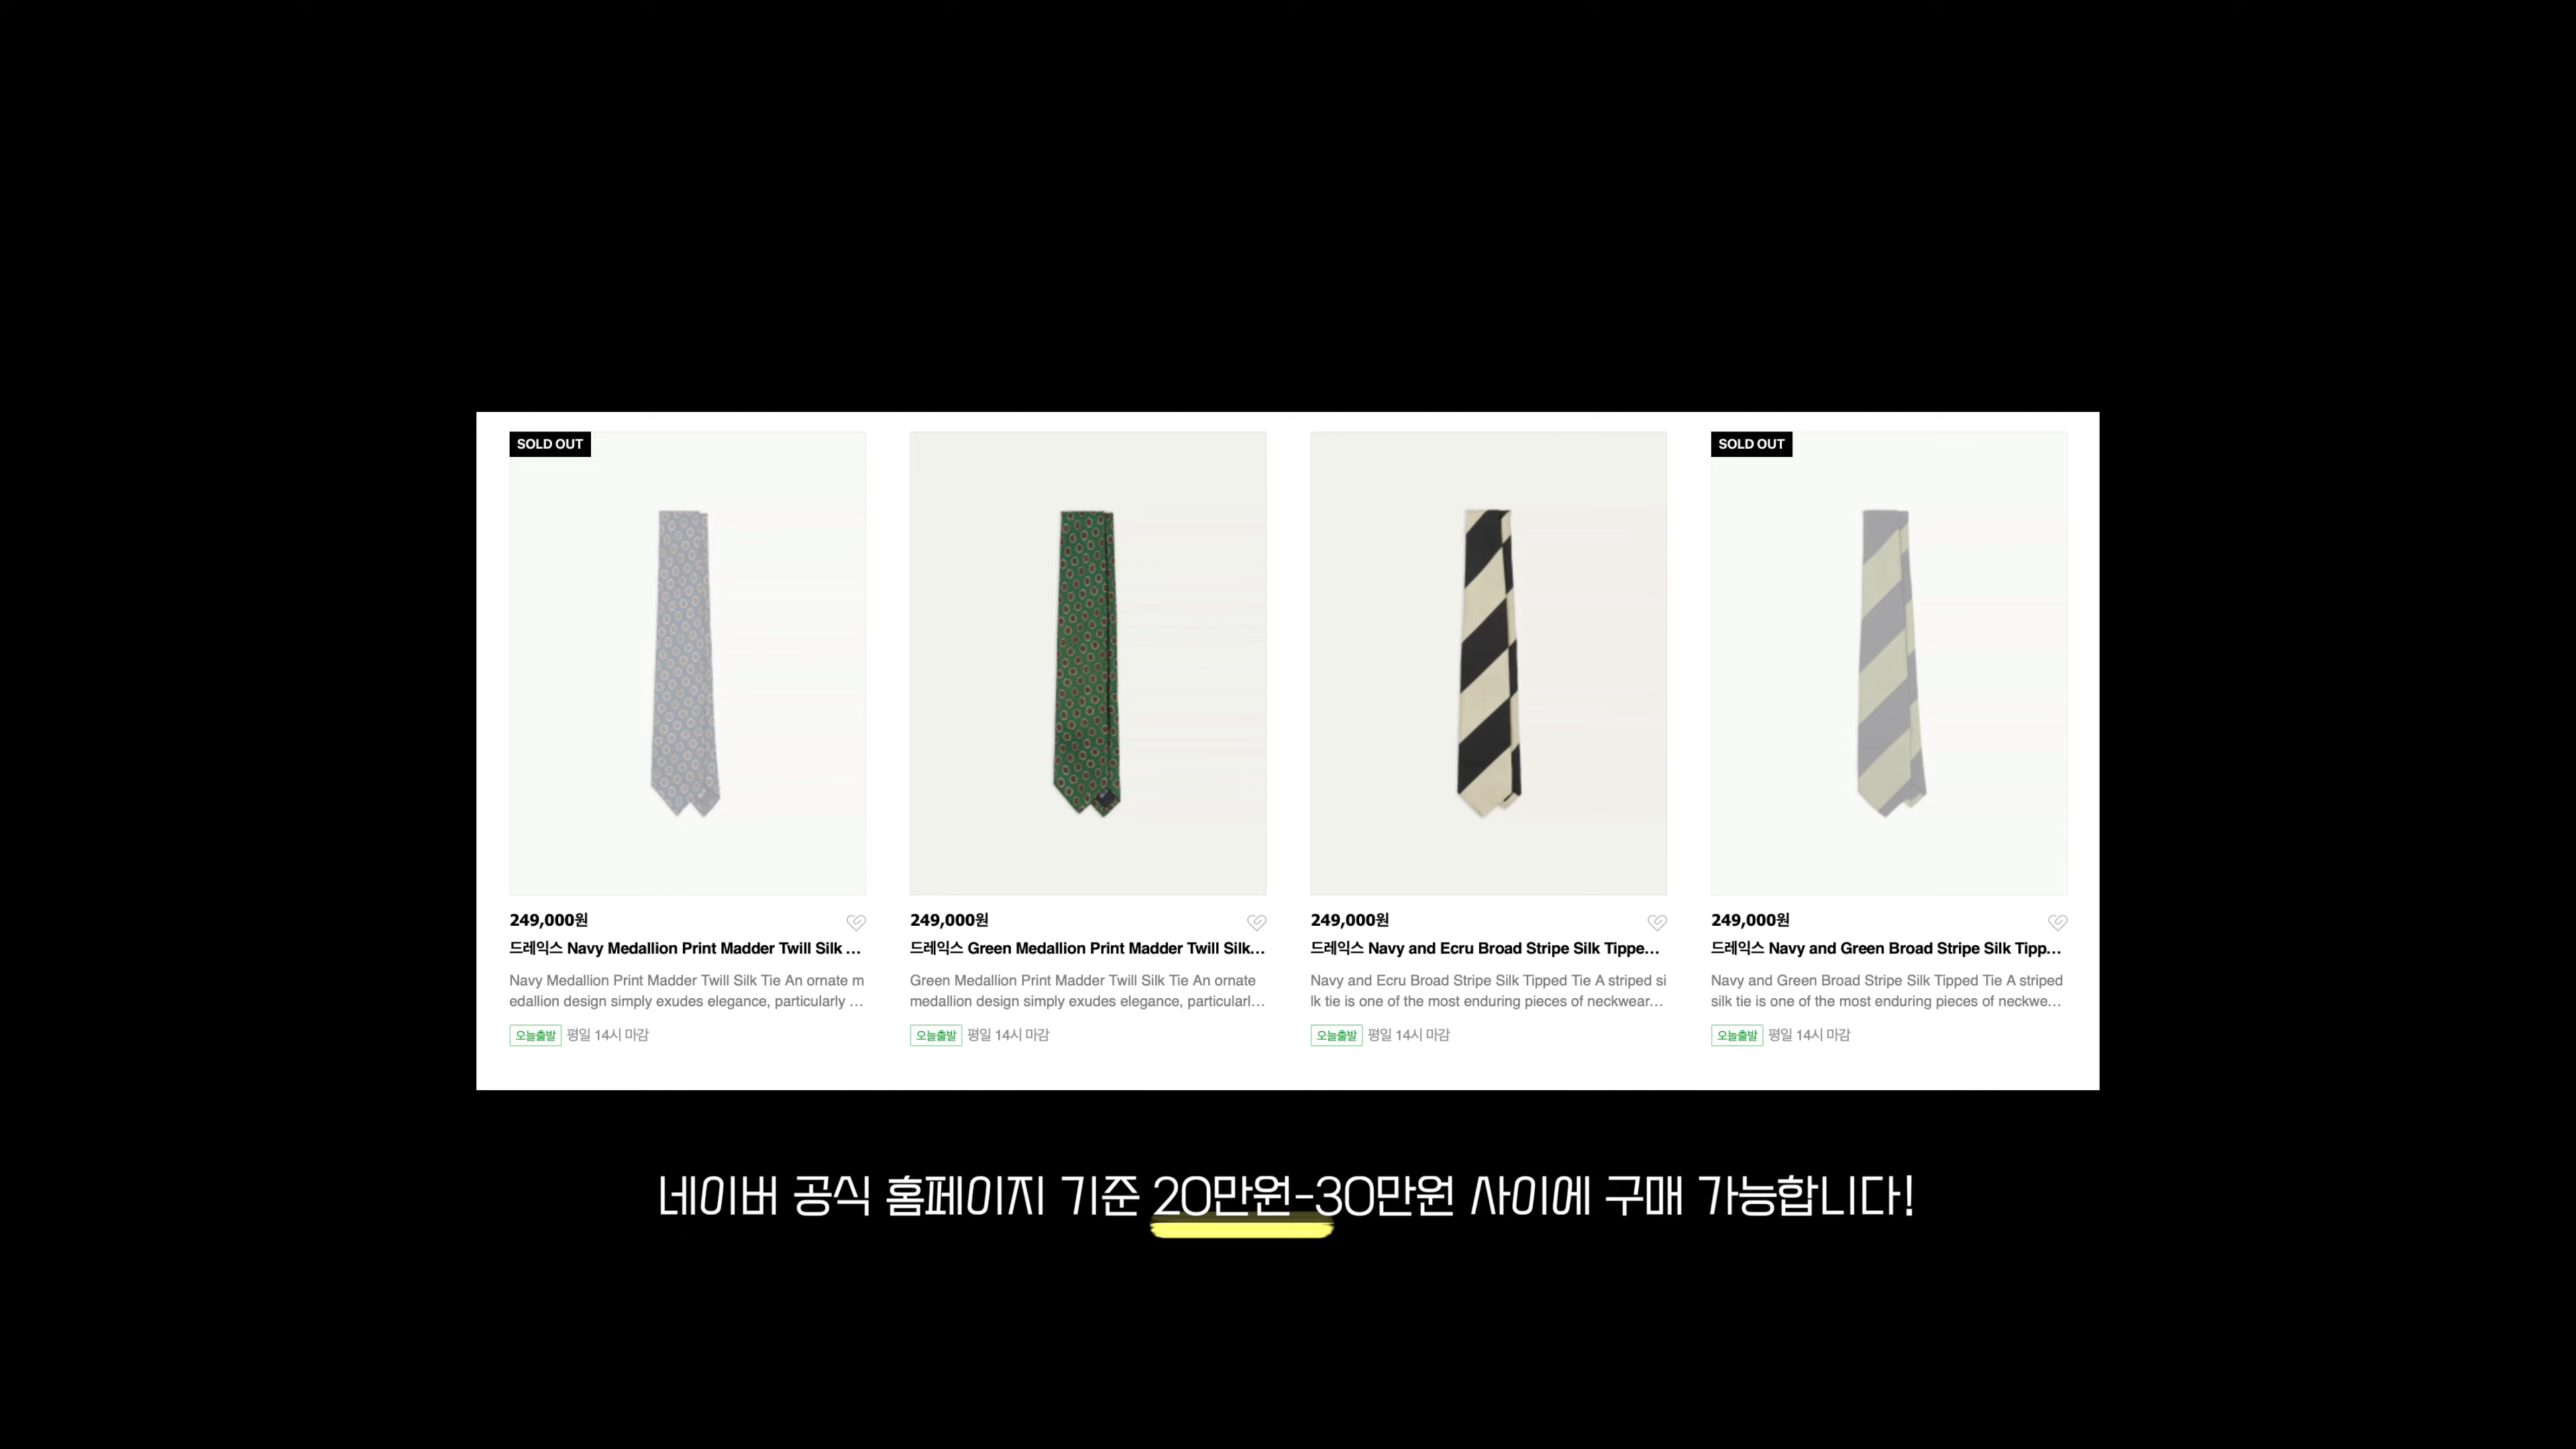 SOLD OUT
SOLD OUT
249,000원
드레익스 Navy Medallion Print Madder Twill Silk ...
Navy Medallion Print Madder Twill Silk Tie An ornate m
edallion design simply exudes elegance, particularly ...
오늘출발 평일 14시 마감
249,000원
드레익스 Green Medallion Print Madder Twill Silk...
Green Medallion Print Madder Twill Silk Tie An ornate
medallion design simply exudes elegance, particularl...
오늘출발 평일 14시 마감
249,000원
드레익스 Navy and Ecru Broad Stripe Silk Tippe...
Navy and Ecru Broad Stripe Silk Tipped Tie A striped si
lk tie is one of the most enduring pieces of neckwear...
오늘출발 평일 14시 마감
249,000원
드레익스 Navy and Green Broad Stripe Silk Tipp...
Navy and Green Broad Stripe Silk Tipped Tie A striped
silk tie is one of the most enduring pieces of neckwe...
오늘출발 평일 14시 마감
네이버 공식 홈페이지 기준 20만원-30만원 사이에 구매 가능합니다!